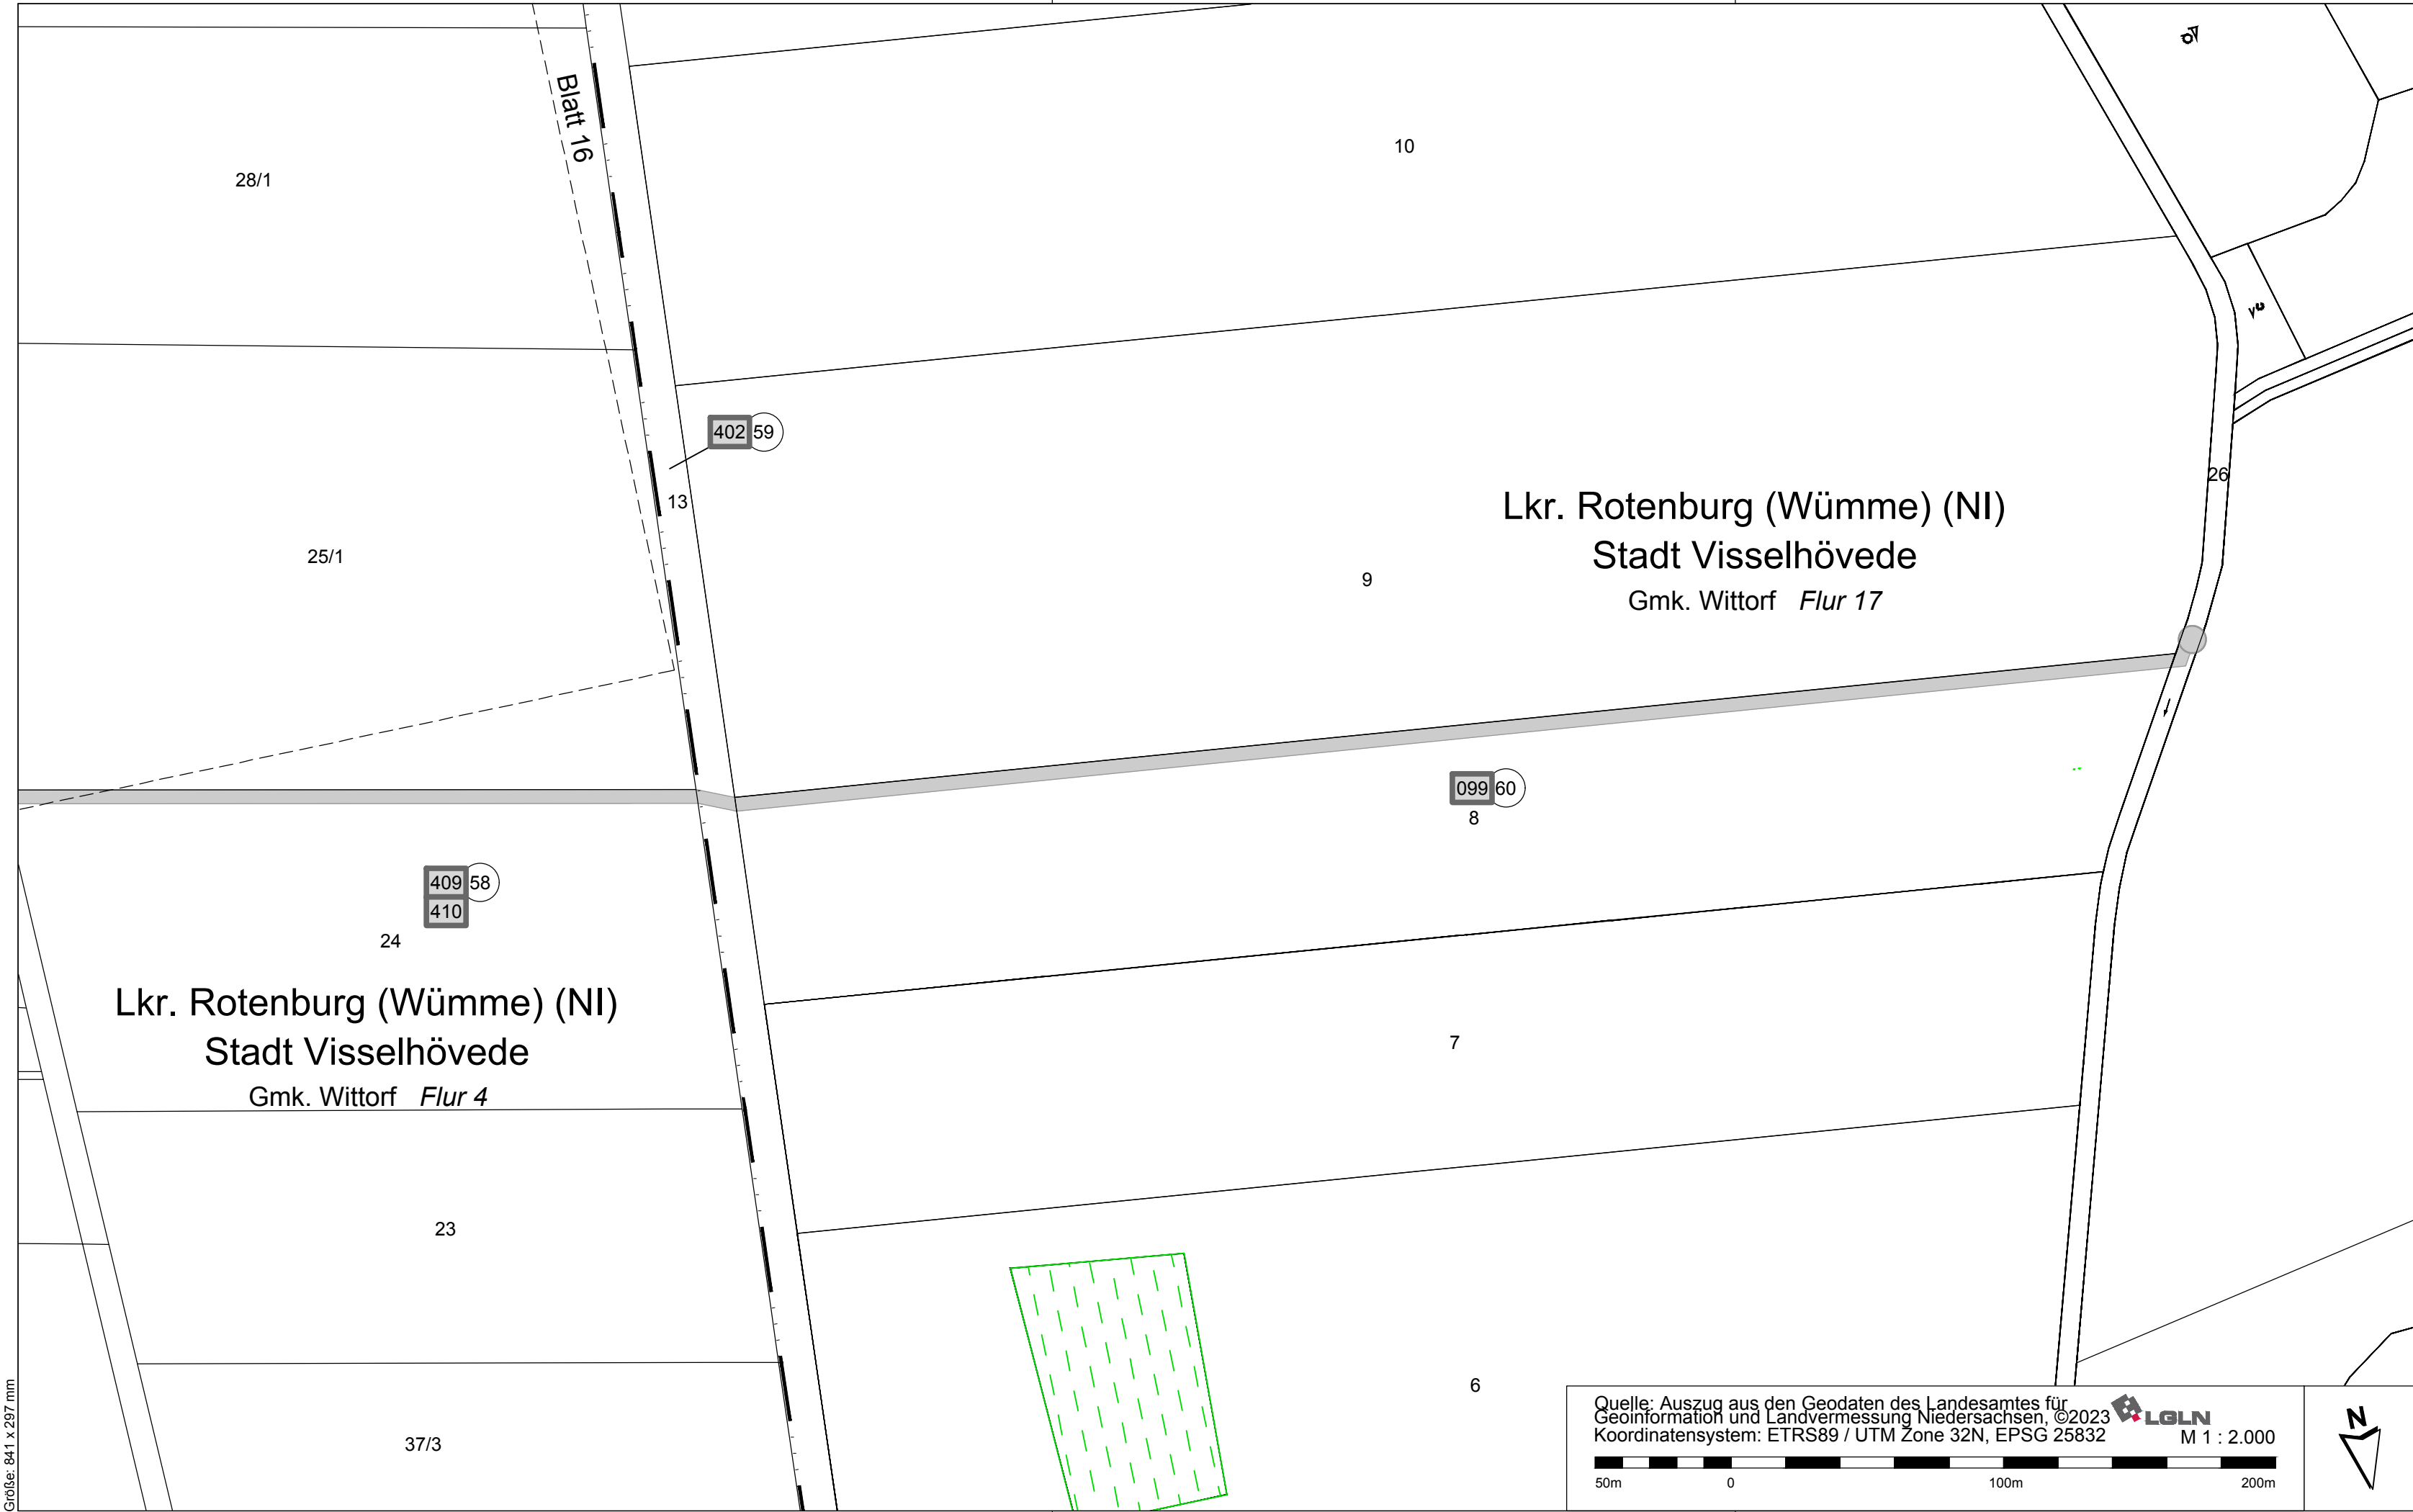 Blatt 16
10
28/1
402 59
13
26
Lkr. Rotenburg (Wümme) (NI)
Stadt Visselhövede
Gmk. Wittorf Flur 17
25/1
9
099 60
8
409 58
410
24
Lkr. Rotenburg (Wümme) (NI)
Stadt Visselhövede
Gmk. Wittorf Flur 4
7
23
6
37/3
Größe: 841 x 297 mm
Quelle: Auszug aus den Geodaten des Landesamtes für
Geoinformation und Landvermessung Niedersachsen, ©2023
Koordinatensystem: ETRS89 / UTM Zone 32N, EPSG 25832
LGLN
M 1 : 2.000
50m 0 100m 200m
N